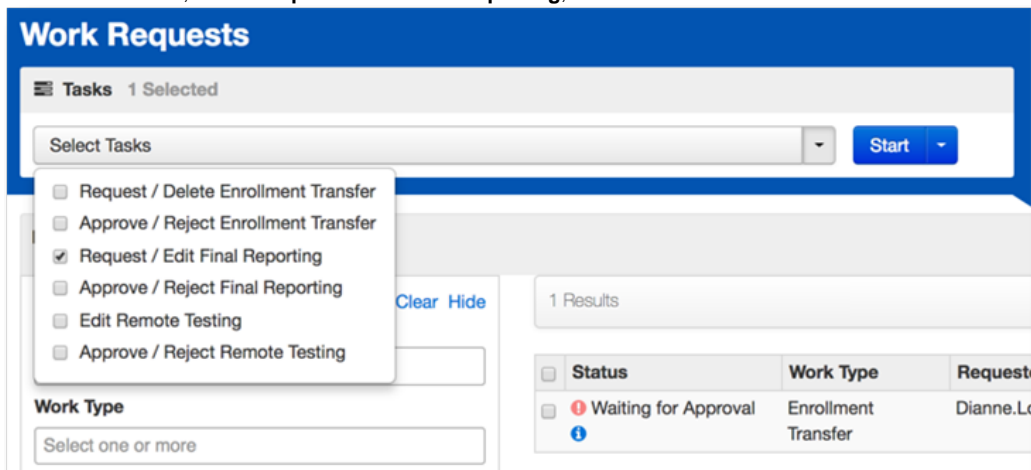 Work Requests
Tasks 1 Selected
Select Tasks
Start
Request / Delete Enrollment Transfer
Approve / Reject Enrollment Transfer
Request / Edit Final Reporting
Approve / Reject Final Reporting
Edit Remote Testing
Approve / Reject Remote Testing
Clear Hide
Work Type
Select one or more
1 Results
Status Work Type Requeste
Waiting for Approval Enrollment Transfer Dianne.Lo